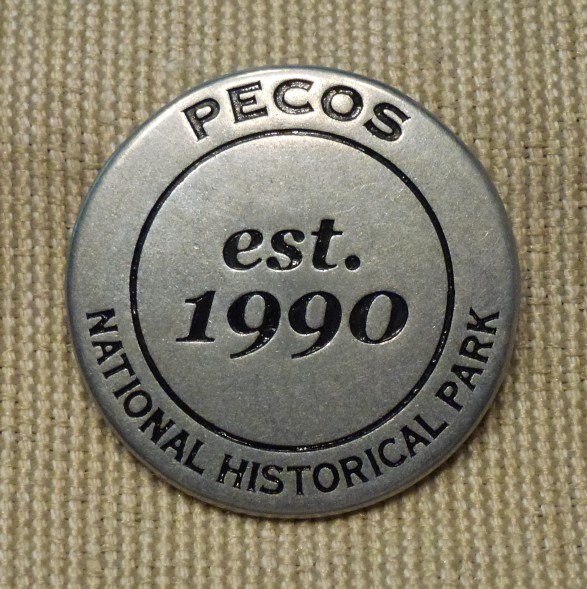 PECOS
est.
1990
NATIONAL HISTORICAL PARK